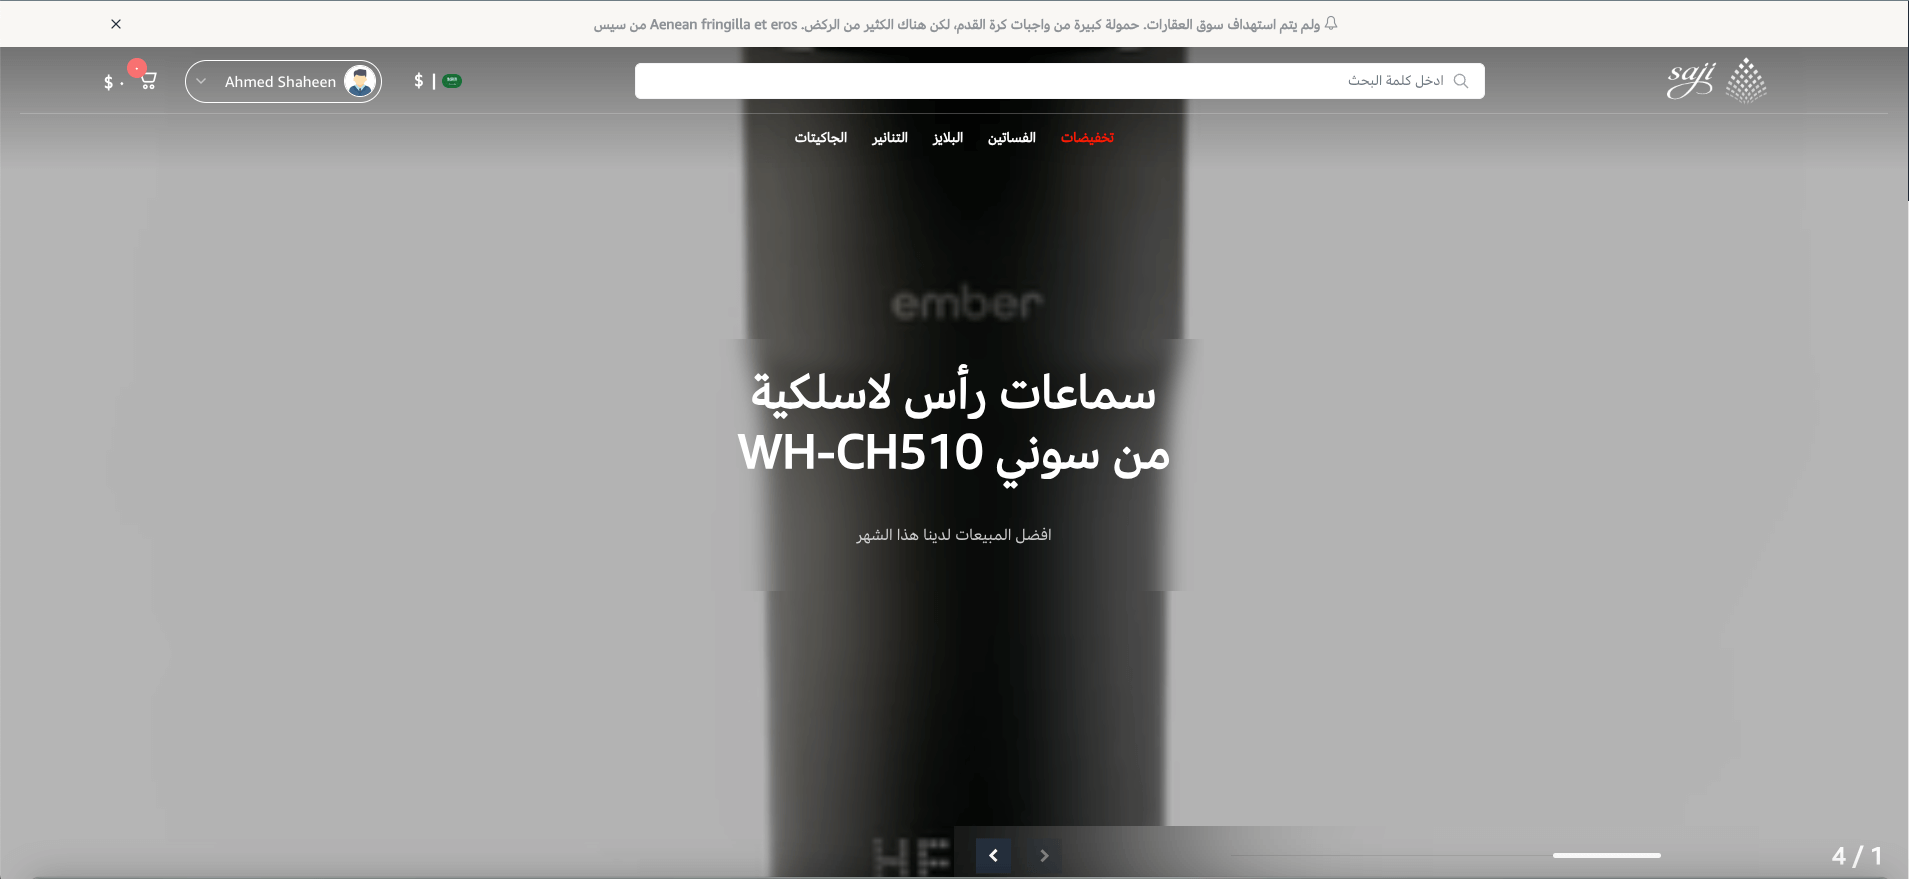 ولم يتم استهداف سوق العقارات. حمولة كبيرة من واجبات كرة القدم، لكن هناك الكثير من الركض. Aenean fringilla et eros من سيس
saji
ادخل كلمة البحث
$ |
Ahmed Shaheen
٠
٠ $
تخفيضات
الفساتين
البلايز
التنانير
الجاكيتات
ember
سماعات رأس لاسلكية
من سوني WH-CH510
افضل المبيعات لدينا هذا الشهر
4 / 1